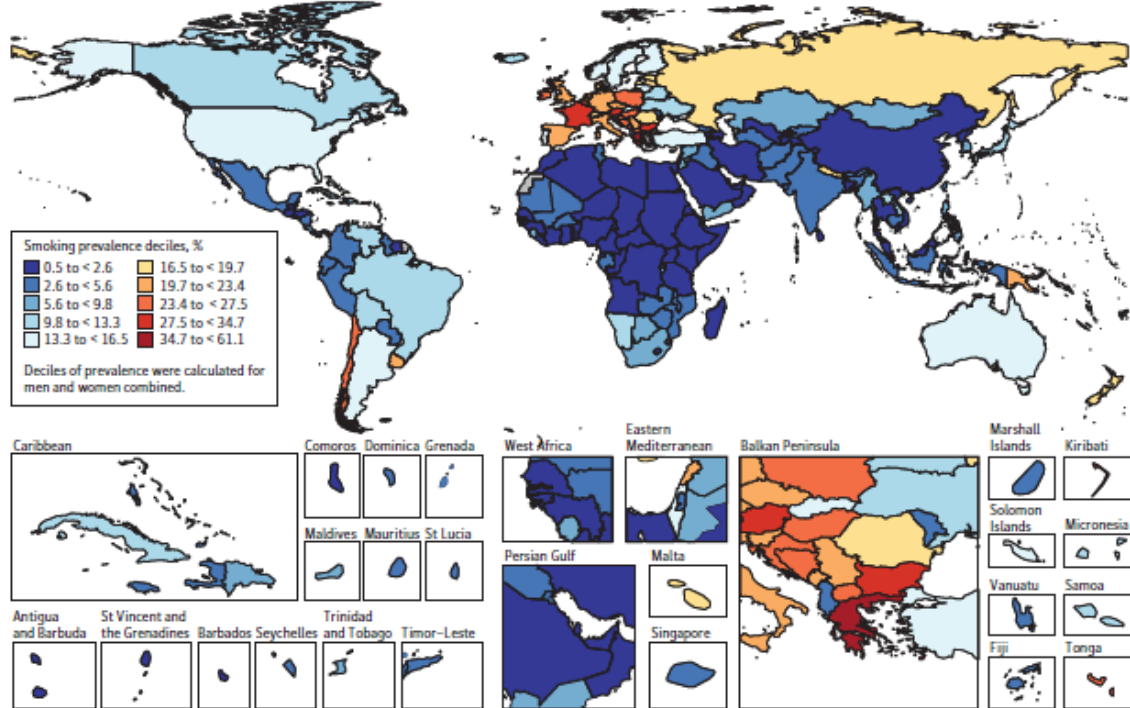 Smoking prevalence deciles, %
0.5 to < 2.6
2.6 to < 5.6
5.6 to < 9.8
9.8 to < 13.3
13.3 to < 16.5
16.5 to < 19.7
19.7 to < 23.4
23.4 to < 27.5
27.5 to < 34.7
34.7 to < 61.1
Deciles of prevalence were calculated for
men and women combined.
Caribbean
Comoros
Dominica
Grenada
Maldives
Mauritius
St Lucia
Antigua
and Barbuda
St Vincent and
the Grenadines
Barbados
Seychelles
Trinidad
and Tobago
Timor–Leste
West Africa
Eastern
Mediterranean
Persian Gulf
Malta
Singapore
Balkan Peninsula
Marshall
Islands
Kiribati
Solomon
Islands
Micronesia
Vanuatu
Samoa
Fiji
Tonga